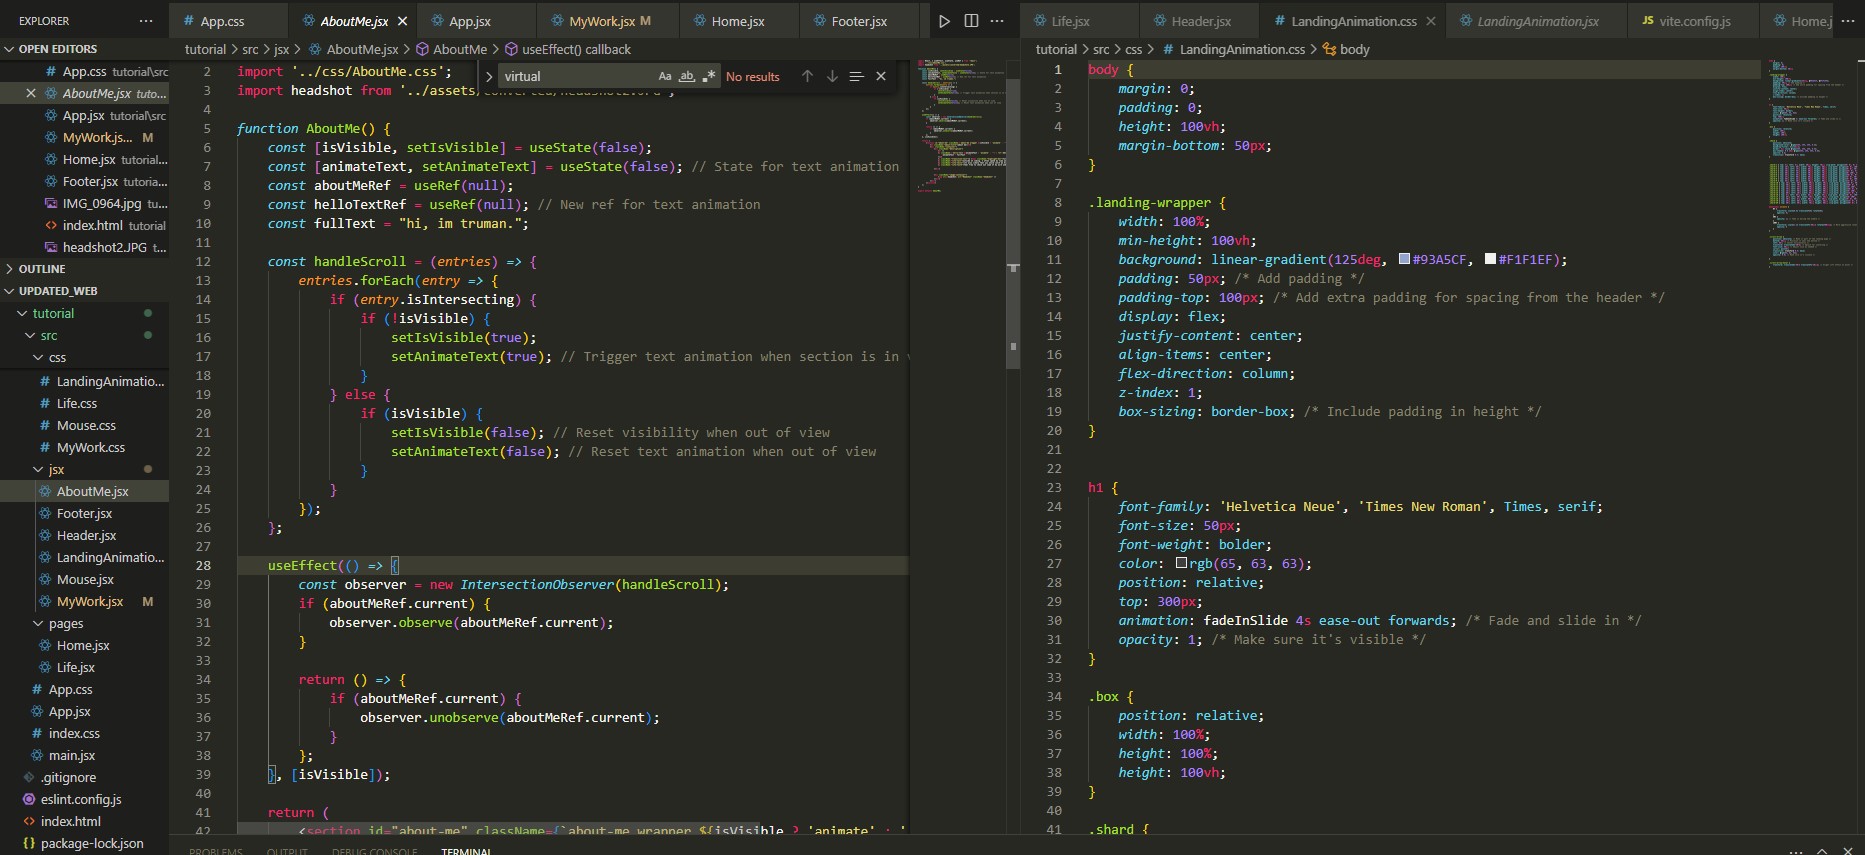 EXPLORER ···
OPEN EDITORS
# App.css tutorial\src
× AboutMe.jsx tuto...
App.jsx tutorial\src
MyWork.js... M
Home.jsx tutorial...
Footer.jsx tutoria...
IMG_0964.jpg tu...
<> index.html tutorial
headshot2.JPG t...
OUTLINE
UPDATED_WEB
tutorial
src
css
# LandingAnimatio...
# Life.css
# Mouse.css
# MyWork.css
jsx
AboutMe.jsx
Footer.jsx
Header.jsx
LandingAnimatio...
Mouse.jsx
MyWork.jsx M
pages
Home.jsx
Life.jsx
# App.css
App.jsx
# index.css
main.jsx
.gitignore
eslint.config.js
<> index.html
{} package-lock.json
# App.css AboutMe.jsx × App.jsx MyWork.jsx M Home.jsx Footer.jsx ···
tutorial > src > jsx > AboutMe.jsx > AboutMe > useEffect() callback
virtual Aa ab .* No results
2 import '../css/AboutMe.css';
3 import headshot from '../assets/
4
5 function AboutMe() {
6 const [isVisible, setIsVisible] = useState(false);
7 const [animateText, setAnimateText] = useState(false); // State for text animation
8 const aboutMeRef = useRef(null);
9 const helloTextRef = useRef(null); // New ref for text animation
10 const fullText = "hi, im truman.";
11
12 const handleScroll = (entries) => {
13 entries.forEach(entry => {
14 if (entry.isIntersecting) {
15 if (!isVisible) {
16 setIsVisible(true);
17 setAnimateText(true); // Trigger text animation when section is in v
18 }
19 } else {
20 if (isVisible) {
21 setIsVisible(false); // Reset visibility when out of view
22 setAnimateText(false); // Reset text animation when out of view
23 }
24 }
25 });
26 };
27
28 useEffect(() => {
29 const observer = new IntersectionObserver(handleScroll);
30 if (aboutMeRef.current) {
31 observer.observe(aboutMeRef.current);
32 }
33
34 return () => {
35 if (aboutMeRef.current) {
36 observer.unobserve(aboutMeRef.current);
37 }
38 };
39 }, [isVisible]);
40
41 return (
42 <section id="about-me" className={`about-me wrapper ${isVisible ? 'animate' : '
PROBLEMS OUTPUT DEBUG CONSOLE TERMINAL
Life.jsx Header.jsx # LandingAnimation.css × LandingAnimation.jsx JS vite.config.js Home.j ···
tutorial > src > css > # LandingAnimation.css > body
1 body {
2 margin: 0;
3 padding: 0;
4 height: 100vh;
5 margin-bottom: 50px;
6 }
7
8 .landing-wrapper {
9 width: 100%;
10 min-height: 100vh;
11 background: linear-gradient(125deg, #93A5CF, #F1F1EF);
12 padding: 50px; /* Add padding */
13 padding-top: 100px; /* Add extra padding for spacing from the header */
14 display: flex;
15 justify-content: center;
16 align-items: center;
17 flex-direction: column;
18 z-index: 1;
19 box-sizing: border-box; /* Include padding in height */
20 }
21
22
23 h1 {
24 font-family: 'Helvetica Neue', 'Times New Roman', Times, serif;
25 font-size: 50px;
26 font-weight: bolder;
27 color: rgb(65, 63, 63);
28 position: relative;
29 top: 300px;
30 animation: fadeInSlide 4s ease-out forwards; /* Fade and slide in */
31 opacity: 1; /* Make sure it's visible */
32 }
33
34 .box {
35 position: relative;
36 width: 100%;
37 height: 100%;
38 height: 100vh;
39 }
40
41 .shard {